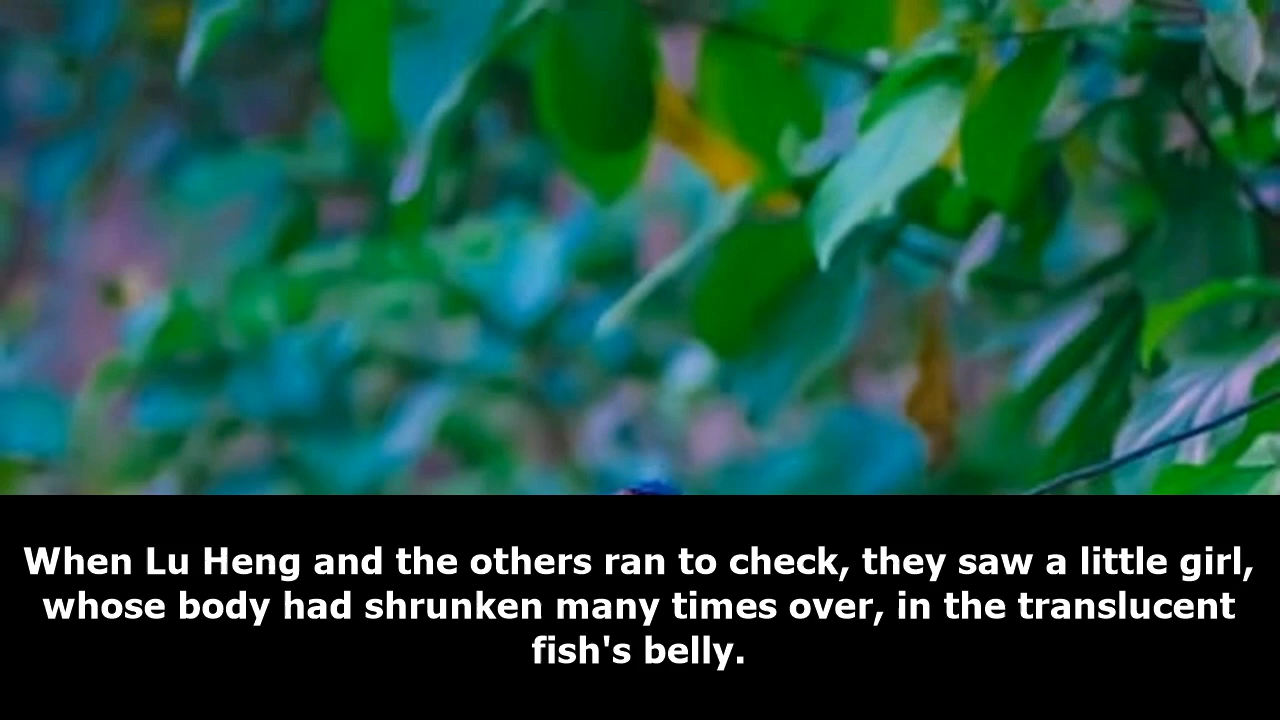 When Lu Heng and the others ran to check, they saw a little girl,
whose body had shrunken many times over, in the translucent
fish's belly.